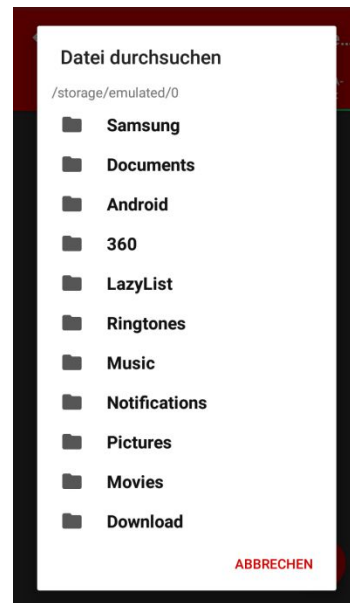 Datei durchsuchen
/storage/emulated/0
Samsung
Documents
Android
360
LazyList
Ringtones
Music
Notifications
Pictures
Movies
Download
ABBRECHEN